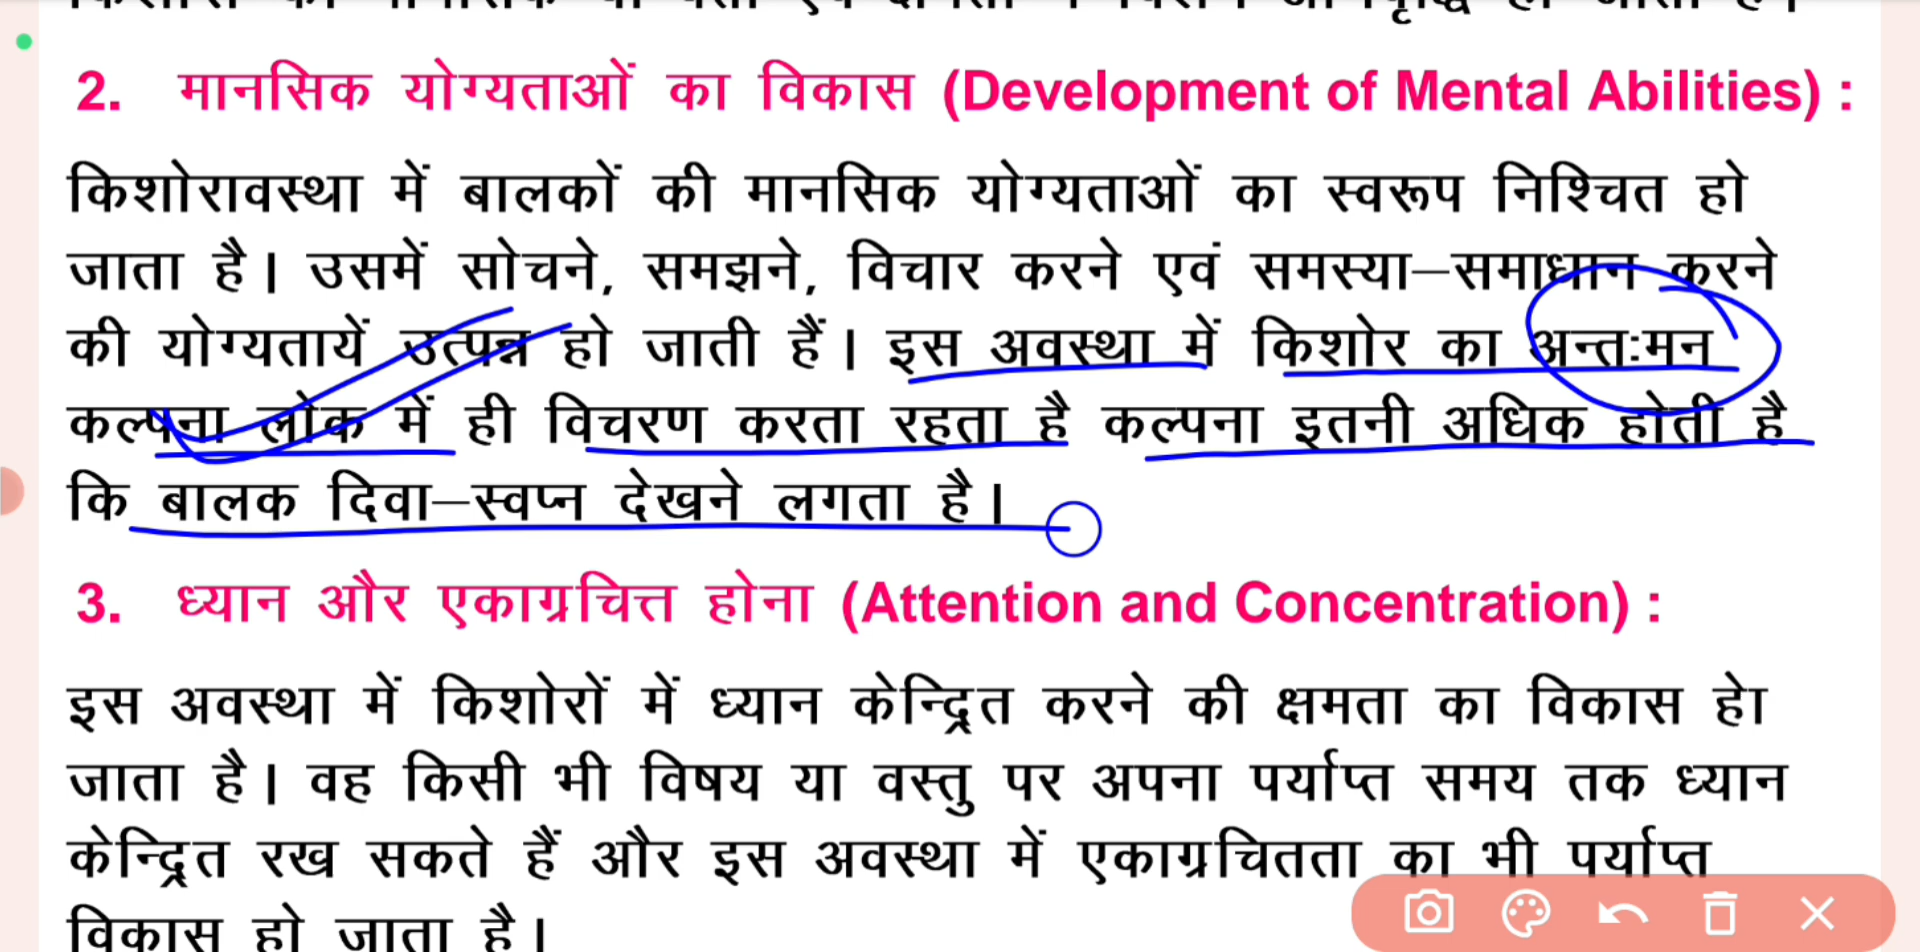 2. मानसिक योग्यताओं का विकास (Development of Mental Abilities) :
किशोरावस्था में बालकों की मानसिक योग्यताओं का स्वरूप निश्चित हो
जाता है। उसमें सोचने, समझने, विचार करने एवं समस्या–समाधान करने
की योग्यतायें उत्पन्न हो जाती हैं। इस अवस्था में किशोर का अन्त:मन
कल्पना लोक में ही विचरण करता रहता है कल्पना इतनी अधिक होती है
कि बालक दिवा–स्वप्न देखने लगता है।
3. ध्यान और एकाग्रचित्त होना (Attention and Concentration) :
इस अवस्था में किशोरों में ध्यान केन्द्रित करने की क्षमता का विकास हेा
जाता है। वह किसी भी विषय या वस्तु पर अपना पर्याप्त समय तक ध्यान
केन्द्रित रख सकते हैं और इस अवस्था में एकाग्रचितता का भी पर्याप्त
विकास हो जाता है।